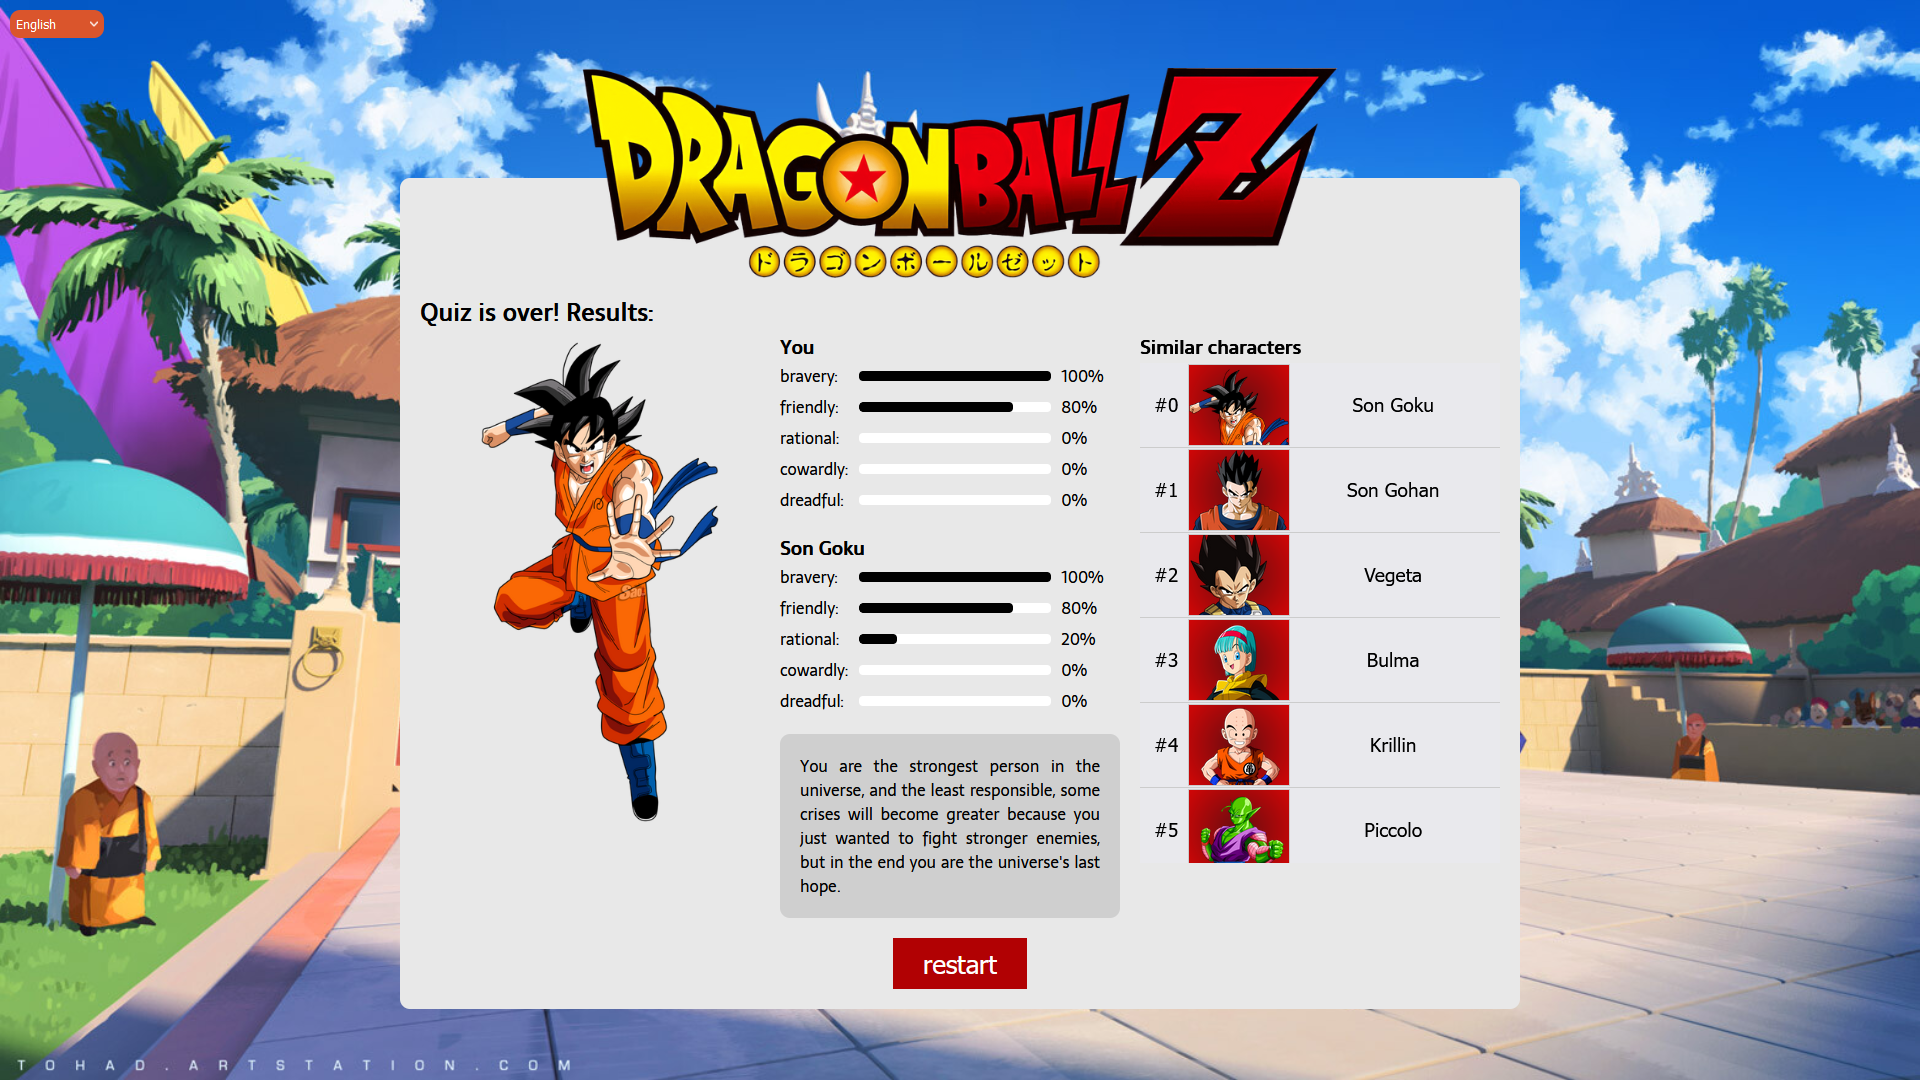 English
DRAGONBALL Z
ドラゴンボールゼット
Quiz is over! Results:
You
bravery: 100%
friendly: 80%
rational: 0%
cowardly: 0%
dreadful: 0%
Son Goku
bravery: 100%
friendly: 80%
rational: 20%
cowardly: 0%
dreadful: 0%
You are the strongest person in the
universe, and the least responsible, some
crises will become greater because you
just wanted to fight stronger enemies,
but in the end you are the universe's last
hope.
Similar characters
#0 Son Goku
#1 Son Gohan
#2 Vegeta
#3 Bulma
#4 Krillin
#5 Piccolo
restart
TOHAD.ARTSTATION.COM